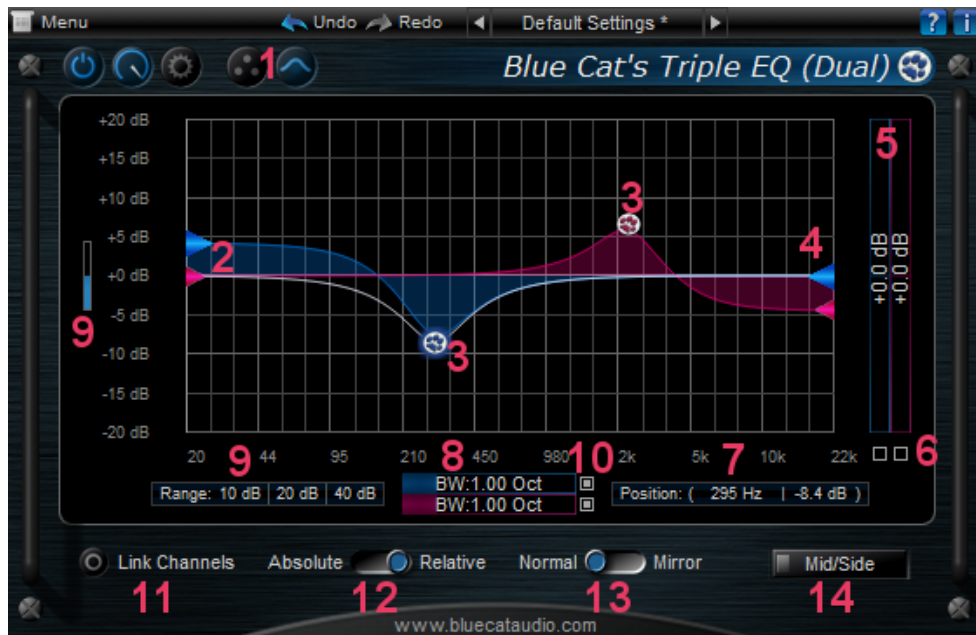 Menu Undo Redo Default Settings * ? i
1 Blue Cat's Triple EQ (Dual)
+20 dB
+15 dB
+10 dB
+5 dB
+0 dB
-5 dB
-10 dB
-15 dB
-20 dB
2
3
3
4
5
+0.0 dB
+0.0 dB
9
20 44 95 210 450 980 2k 5k 10k 22k
9 8 10 7 6
Range: 10 dB 20 dB 40 dB
BW:1.00 Oct
BW:1.00 Oct
Position: ( 295 Hz | -8.4 dB )
Link Channels Absolute Relative Normal Mirror Mid/Side
11 12 13 14
www.bluecataudio.com